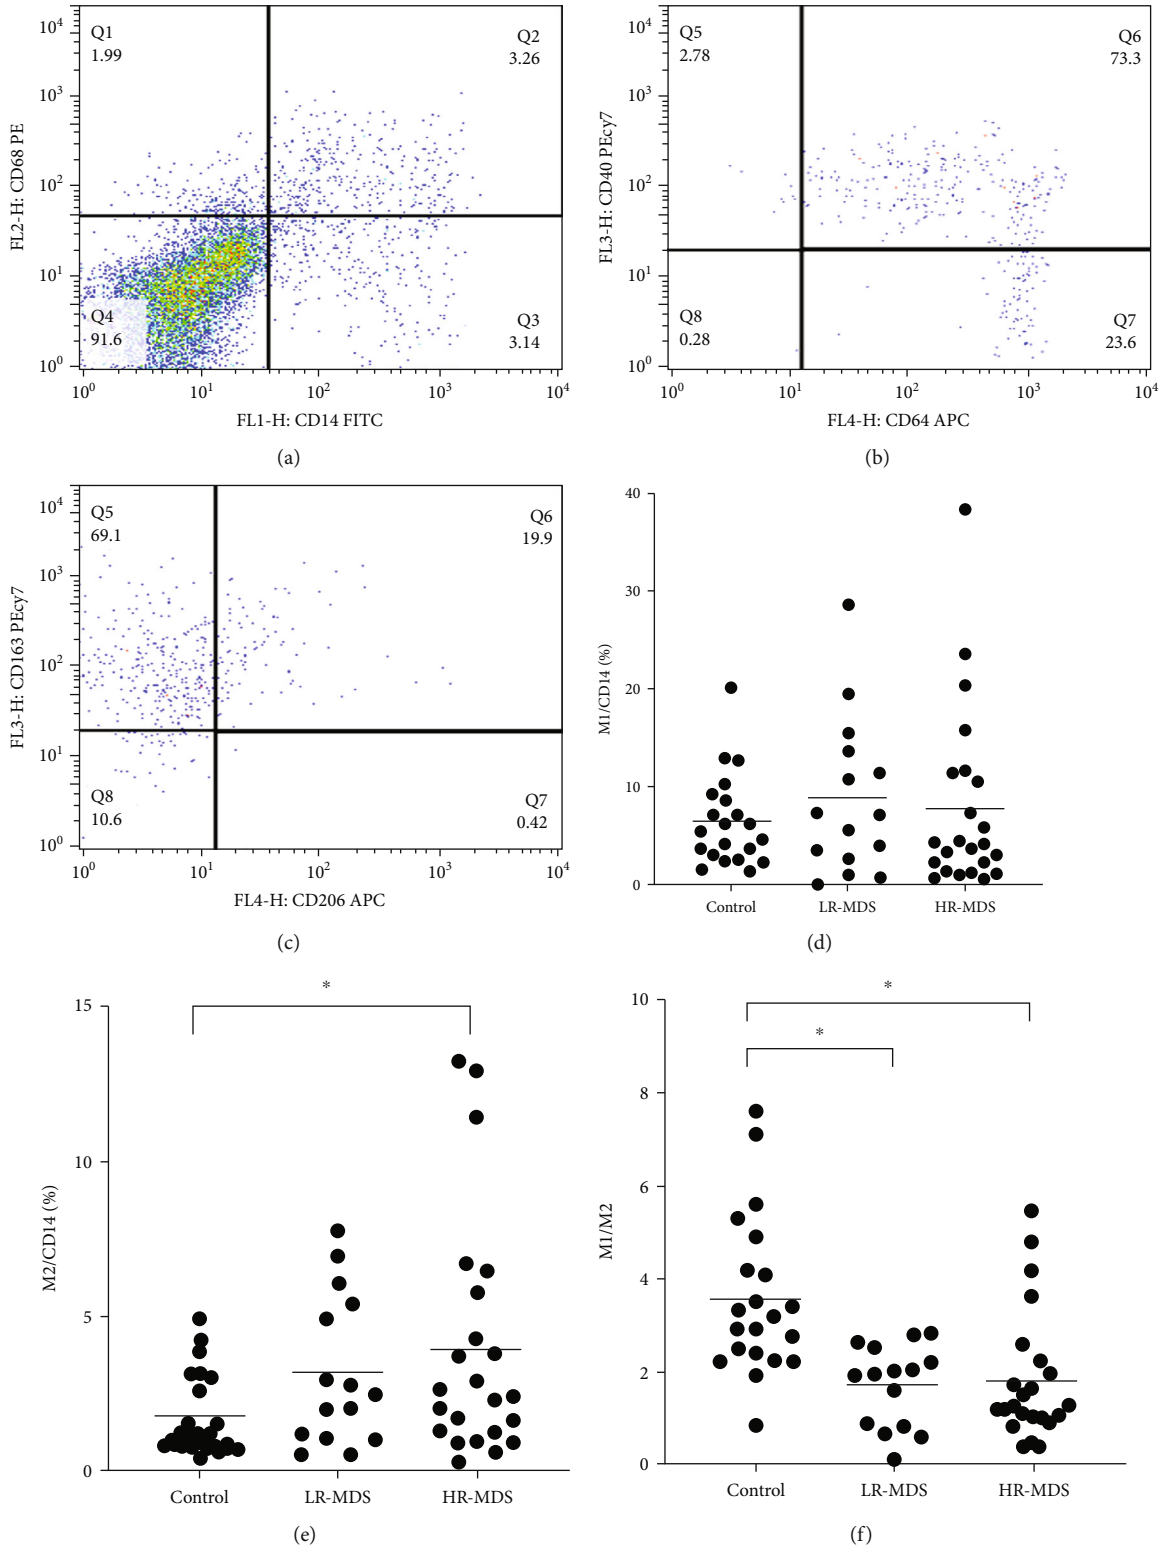 10⁴
10³
10²
10¹
10⁰
FL2-H: CD68 PE
Q1
1.99
Q2
3.26
Q4
91.6
Q3
3.14
10⁰ 10¹ 10² 10³ 10⁴
FL1-H: CD14 FITC
(a)
10⁴
10³
10²
10¹
10⁰
FL3-H: CD40 PEcy7
Q5
2.78
Q6
73.3
Q8
0.28
Q7
23.6
10⁰ 10¹ 10² 10³ 10⁴
FL4-H: CD64 APC
(b)
10⁴
10³
10²
10¹
10⁰
FL3-H: CD163 PEcy7
Q5
69.1
Q6
19.9
Q8
10.6
Q7
0.42
10⁰ 10¹ 10² 10³ 10⁴
FL4-H: CD206 APC
(c)
40
30
20
10
0
M1/CD14 (%)
Control LR-MDS HR-MDS
(d)
15
10
5
0
M2/CD14 (%)
*
Control LR-MDS HR-MDS
(e)
10
8
6
4
2
0
M1/M2
*
*
Control LR-MDS HR-MDS
(f)